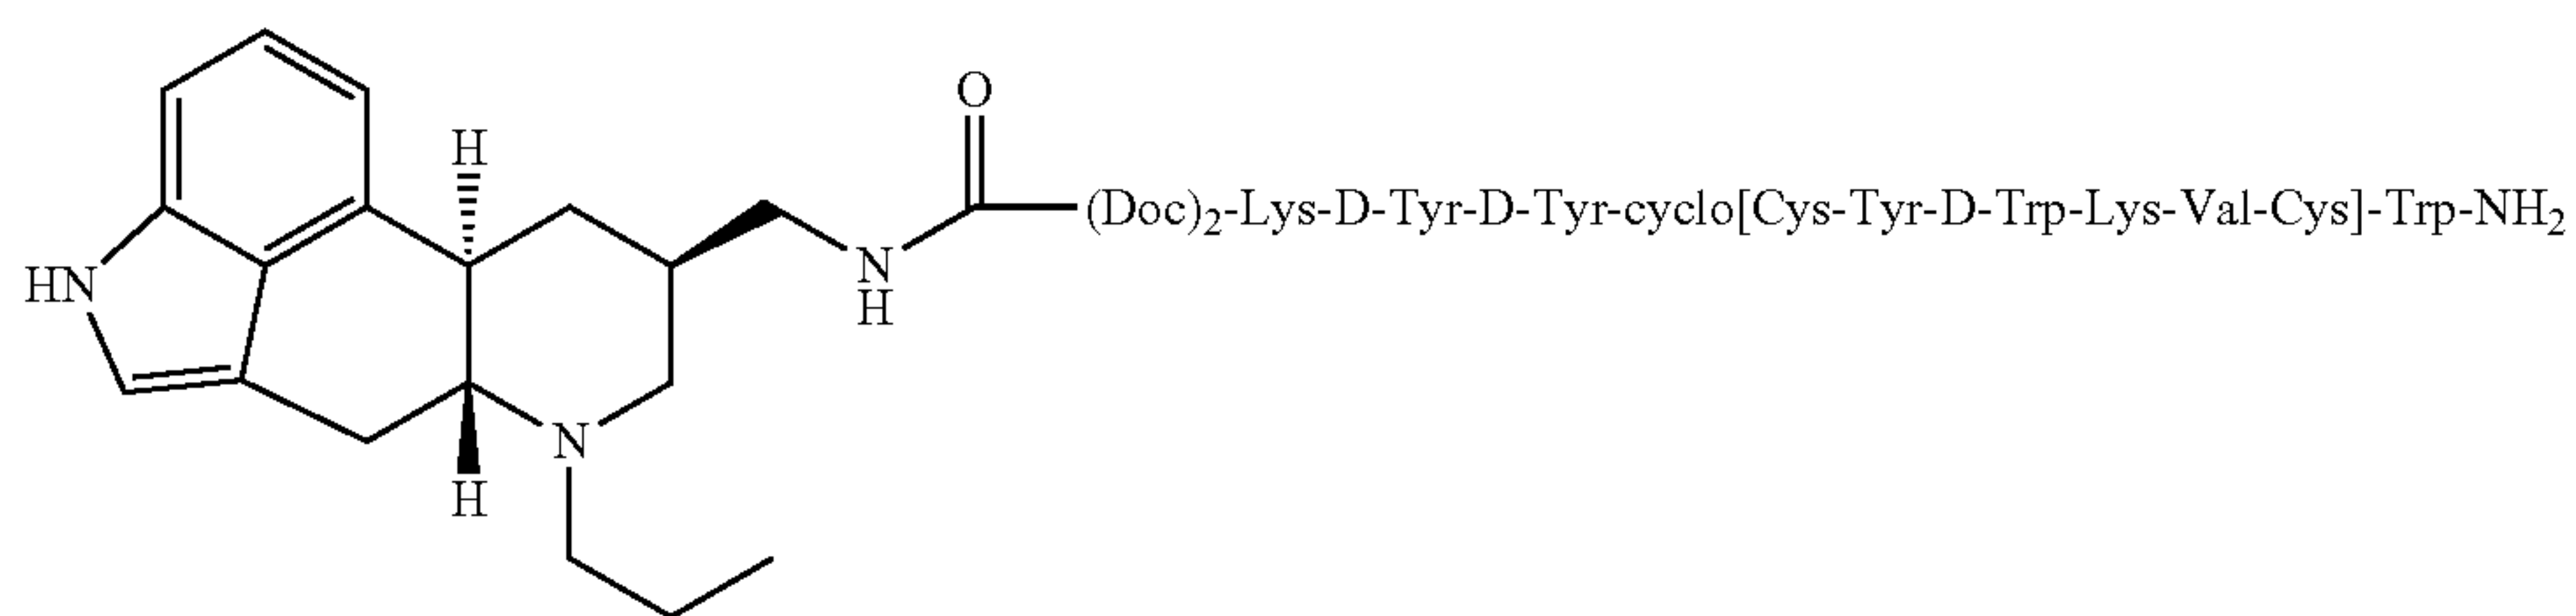 O
H
(Doc)2-Lys-D-Tyr-D-Tyr-cyclo[Cys-Tyr-D-Trp-Lys-Val-Cys]-Trp-NH2
N
H
HN
N
H